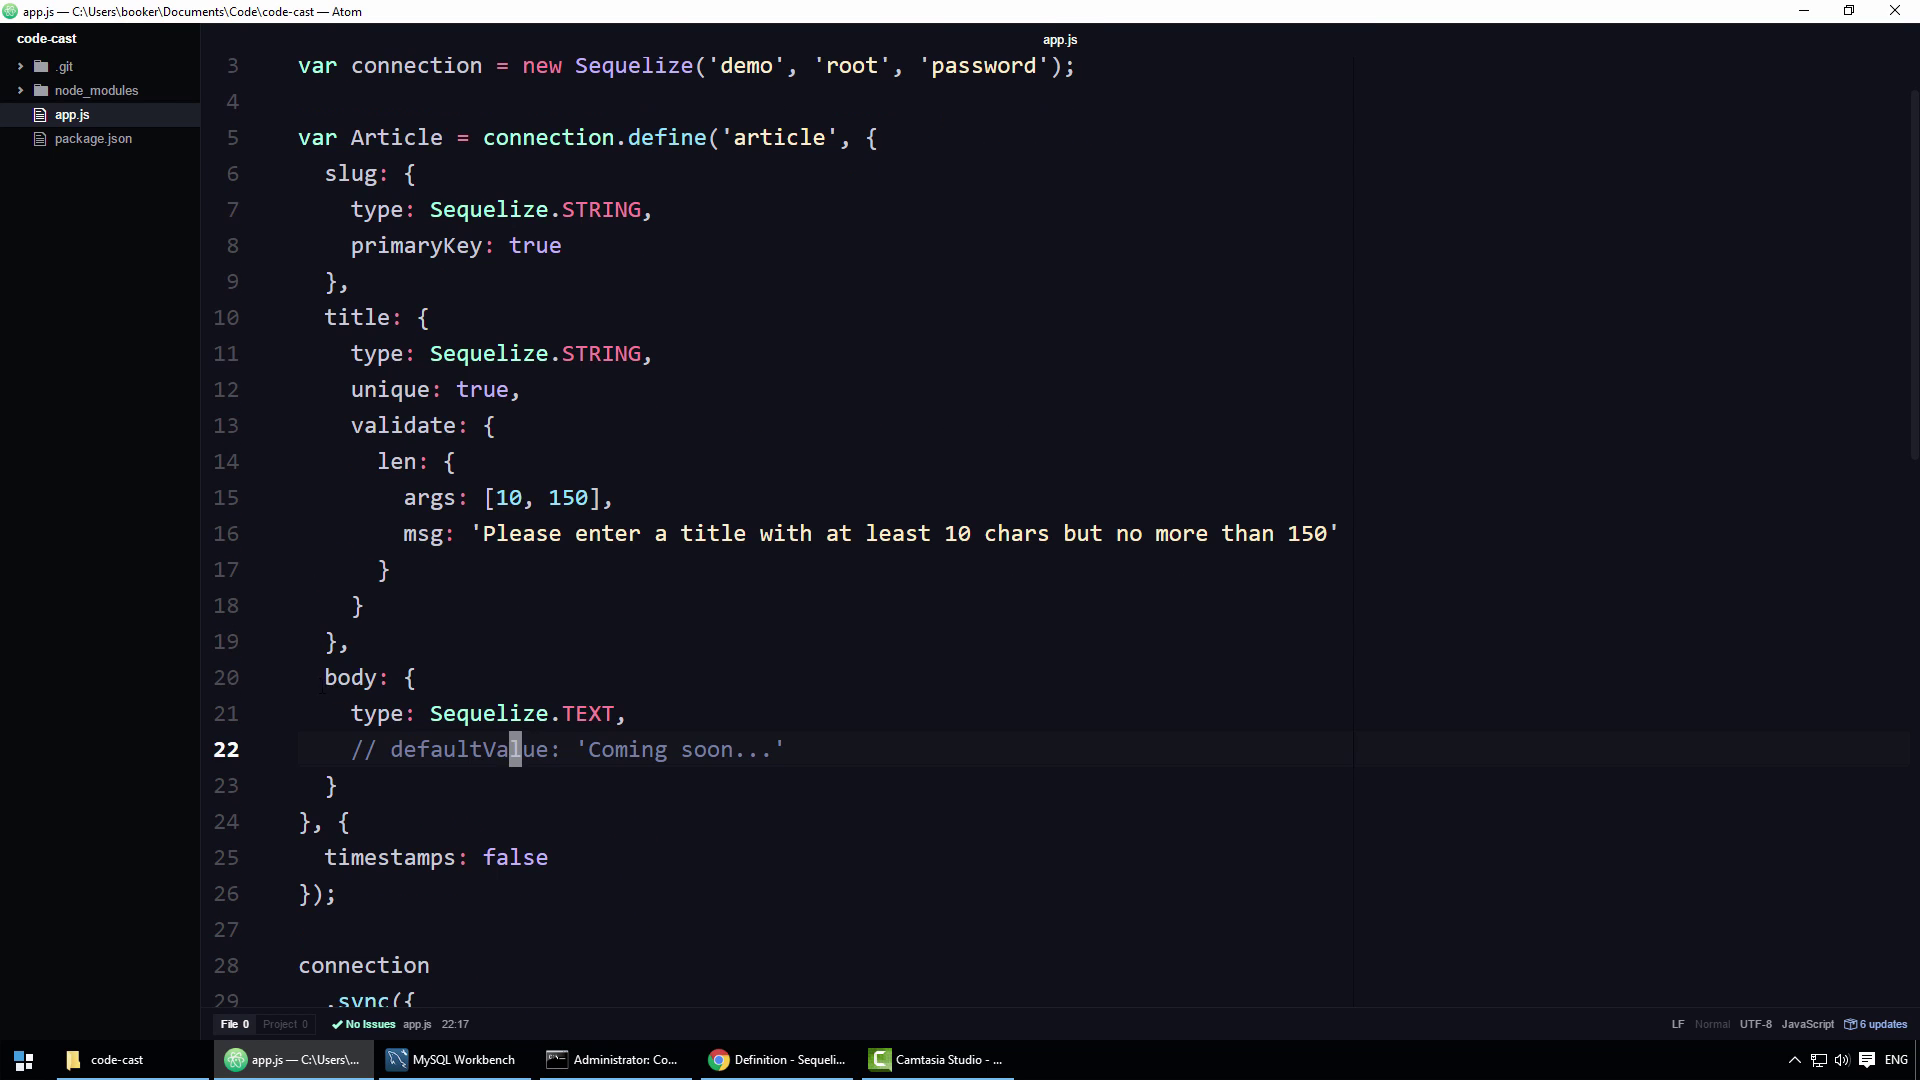 app.js — C:\Users\booker\Documents\Code\code-cast — Atom
code-cast
.git
node_modules
app.js
package.json
app.js
3 var connection = new Sequelize('demo', 'root', 'password');
4
5 var Article = connection.define('article', {
6 slug: {
7 type: Sequelize.STRING,
8 primaryKey: true
9 },
10 title: {
11 type: Sequelize.STRING,
12 unique: true,
13 validate: {
14 len: {
15 args: [10, 150],
16 msg: 'Please enter a title with at least 10 chars but no more than 150'
17 }
18 }
19 },
20 body: {
21 type: Sequelize.TEXT,
22 // defaultValue: 'Coming soon...'
23 }
24 }, {
25 timestamps: false
26 });
27
28 connection
29 .sync({
File 0 Project 0 No Issues app.js 22:17 LF Normal UTF-8 JavaScript 6 updates
code-cast app.js — C:\Users\... MySQL Workbench Administrator: Co... Definition - Sequeli... Camtasia Studio - ... ENG